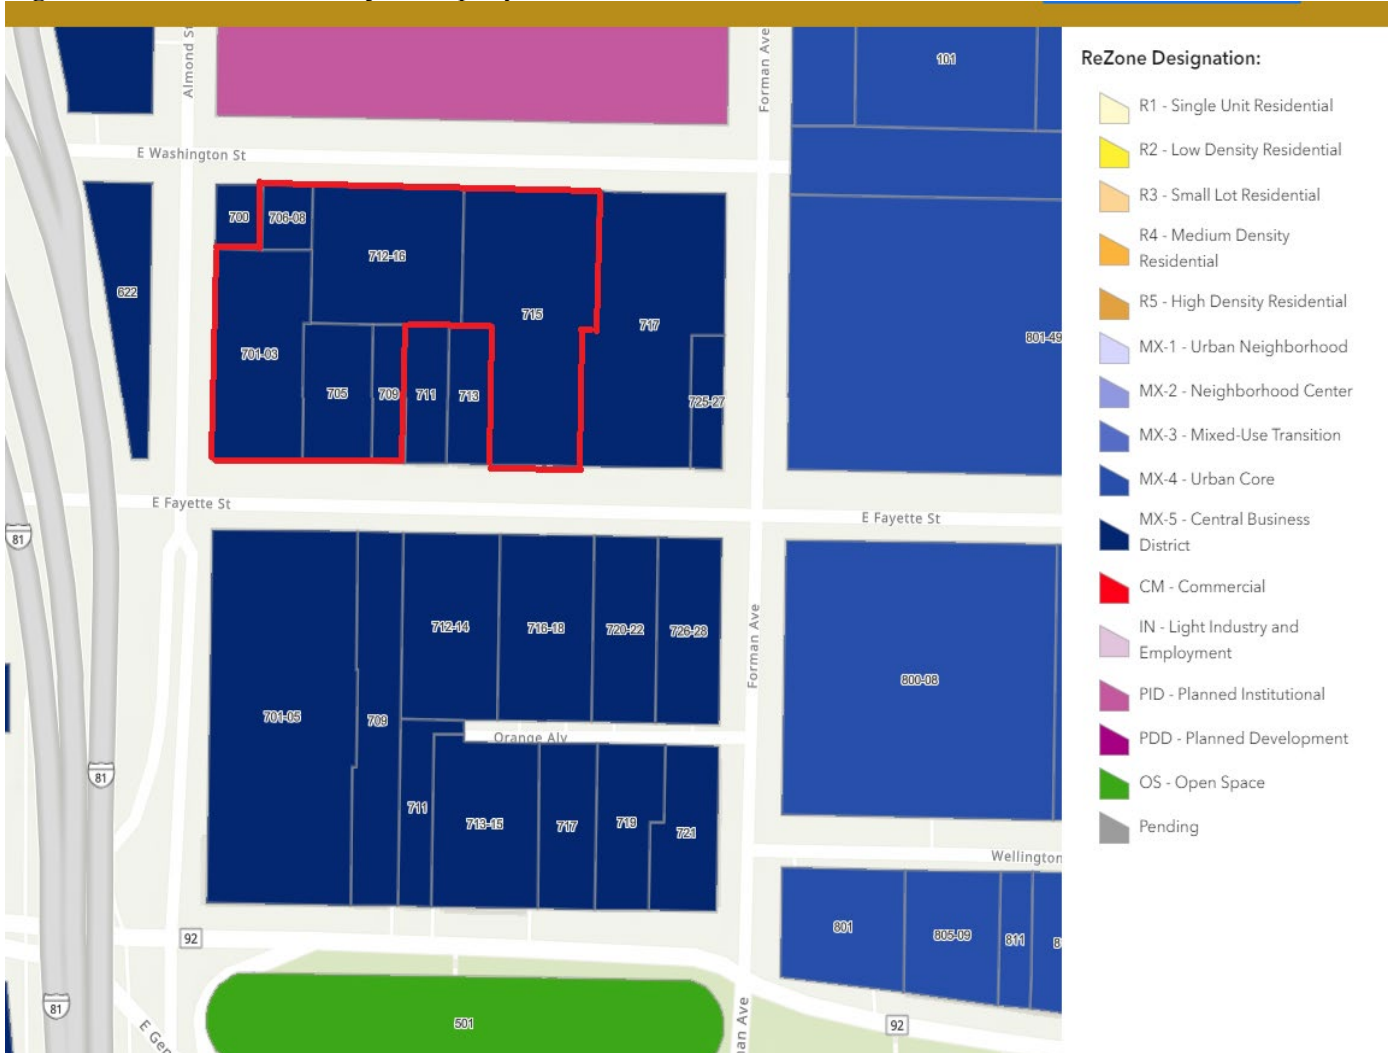 Almond St
Forman Ave
101
E Washington St
700
706-08
712-16
622
715
717
701-03
705
709
711
713
725-27
801-49
E Fayette St
E Fayette St
81
712-14
716-18
720-22
726-28
Forman Ave
800-08
701-05
709
Orange Aly
81
711
713-15
717
719
721
Wellington
92
801
805-09
811
81
501
92
E Gen
man Ave
ReZone Designation:
R1 - Single Unit Residential
R2 - Low Density Residential
R3 - Small Lot Residential
R4 - Medium Density
Residential
R5 - High Density Residential
MX-1 - Urban Neighborhood
MX-2 - Neighborhood Center
MX-3 - Mixed-Use Transition
MX-4 - Urban Core
MX-5 - Central Business
District
CM - Commercial
IN - Light Industry and
Employment
PID - Planned Institutional
PDD - Planned Development
OS - Open Space
Pending